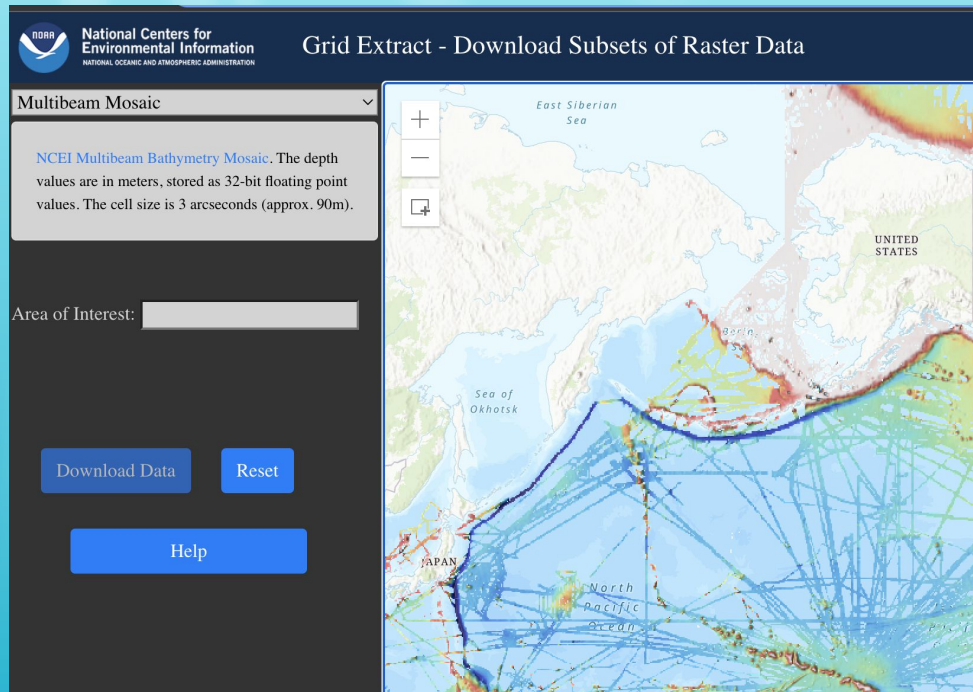 NOAA
National Centers for
Environmental Information
NATIONAL OCEANIC AND ATMOSPHERIC ADMINISTRATION
Grid Extract - Download Subsets of Raster Data
Multibeam Mosaic
NCEI Multibeam Bathymetry Mosaic. The depth
values are in meters, stored as 32-bit floating point
values. The cell size is 3 arcseconds (approx. 90m).
Area of Interest:
Download Data
Reset
Help
East Siberian
Sea
UNITED
STATES
Sea of
Okhotsk
APAN
North
Pacific
Ocean